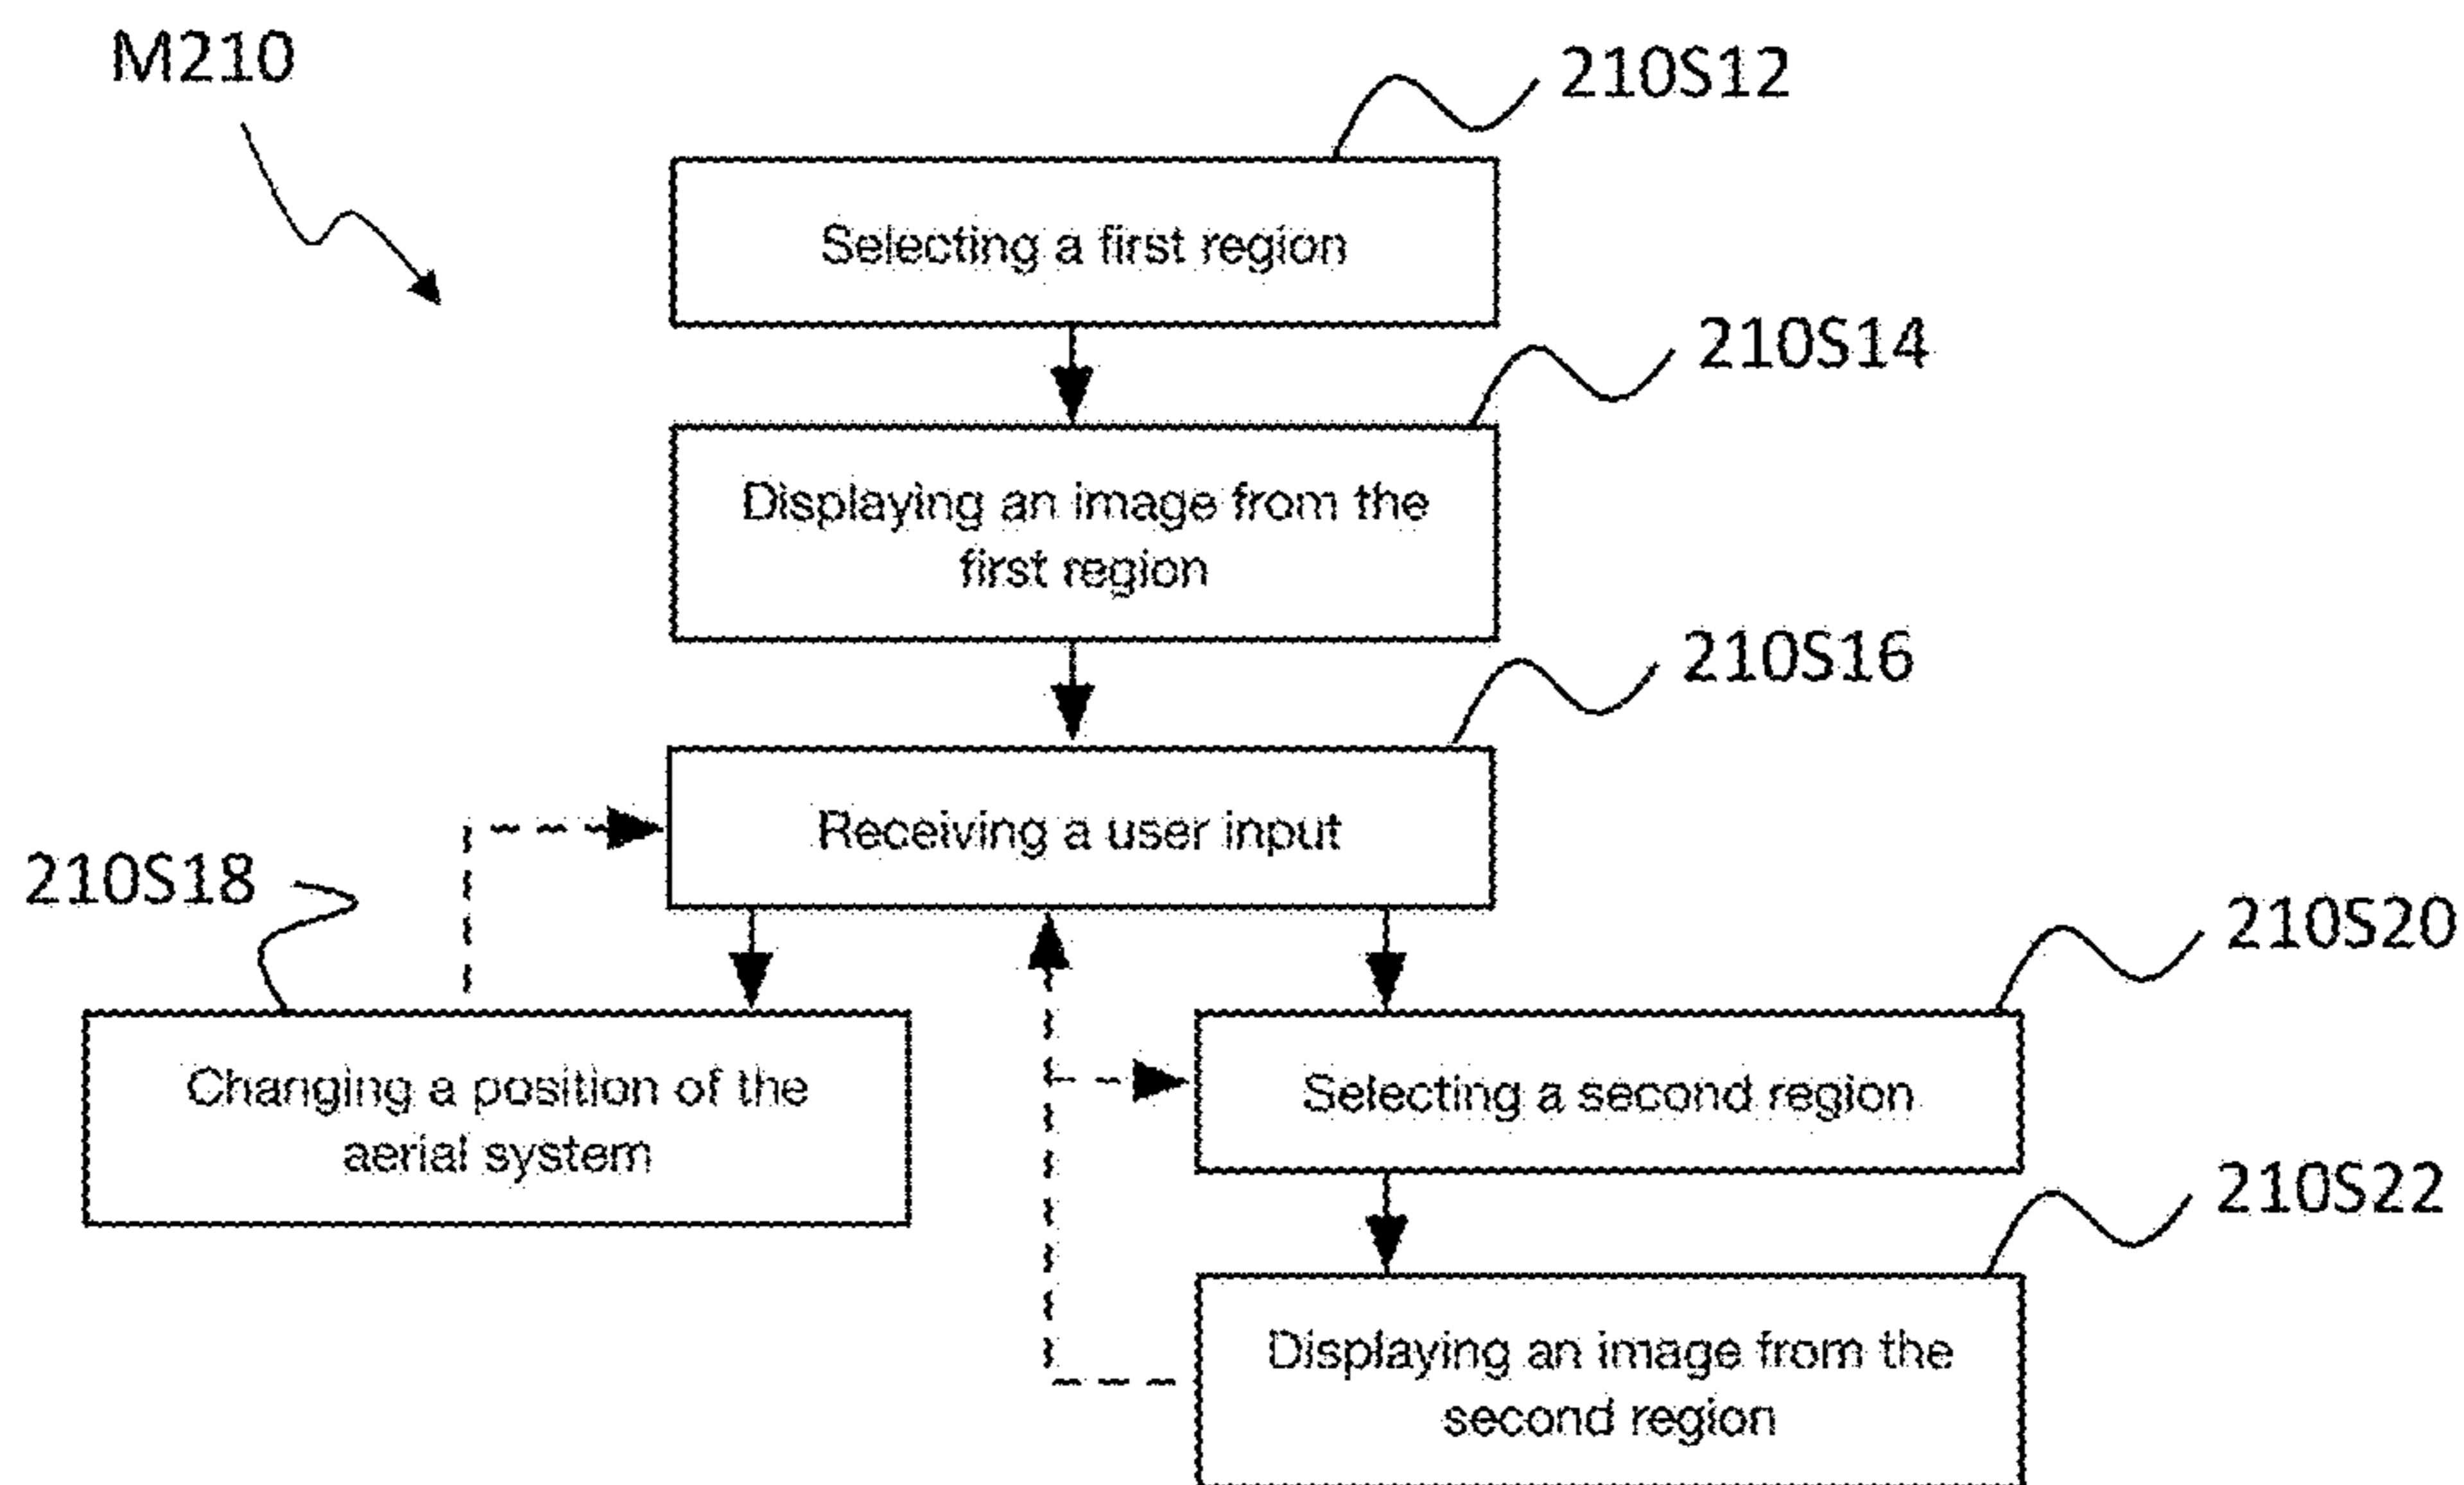 M210
210S12
Selecting a first region
210S14
Displaying an image from the
first region
210S16
Receiving a user input
210S18
Changing a position of the
aerial system
210S20
Selecting a second region
210S22
Displaying an image from the
second region